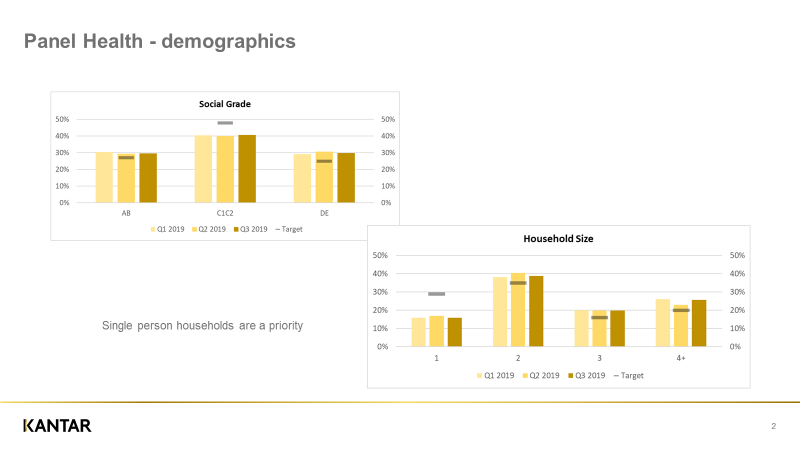 Panel Health - demographics
Social Grade
50% 50%
40% 40%
30% 30%
20% 20%
10% 10%
0% 0%
AB C1C2 DE
Q1 2019 Q2 2019 Q3 2019 Target
Household Size
50% 50%
40% 40%
30% 30%
20% 20%
10% 10%
0% 0%
1 2 3 4+
Q1 2019 Q2 2019 Q3 2019 Target
Single person households are a priority
KANTAR
2